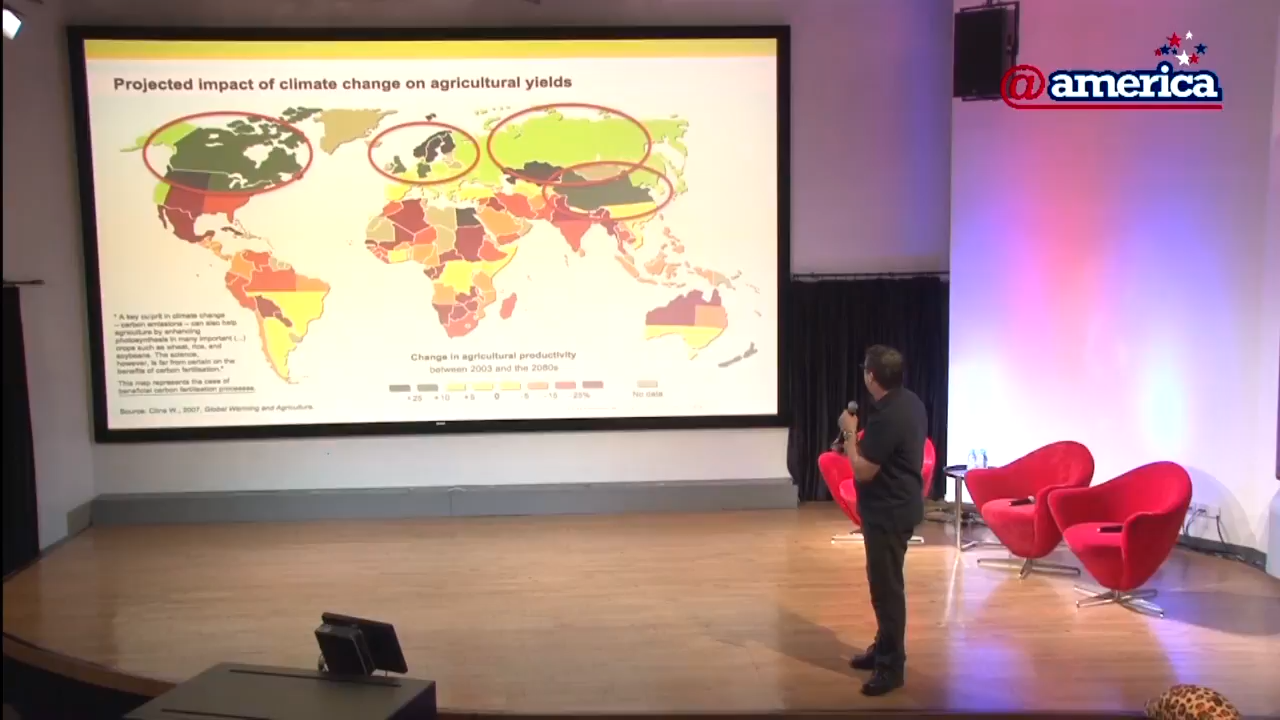 @america
Projected impact of climate change on agricultural yields
" A key culprit in climate change
– carbon emissions – can also help
agriculture by enhancing
photosynthesis in many important (...)
crops such as wheat, rice, and
soybeans. The science,
however, is far from certain on the
benefits of carbon fertilisation."
This map represents the case of
beneficial carbon fertilisation processes.
Source: Cline W., 2007, Global Warming and Agriculture.
Change in agricultural productivity
between 2003 and the 2080s
+25 +10 +5 0 -5 15 25% No data